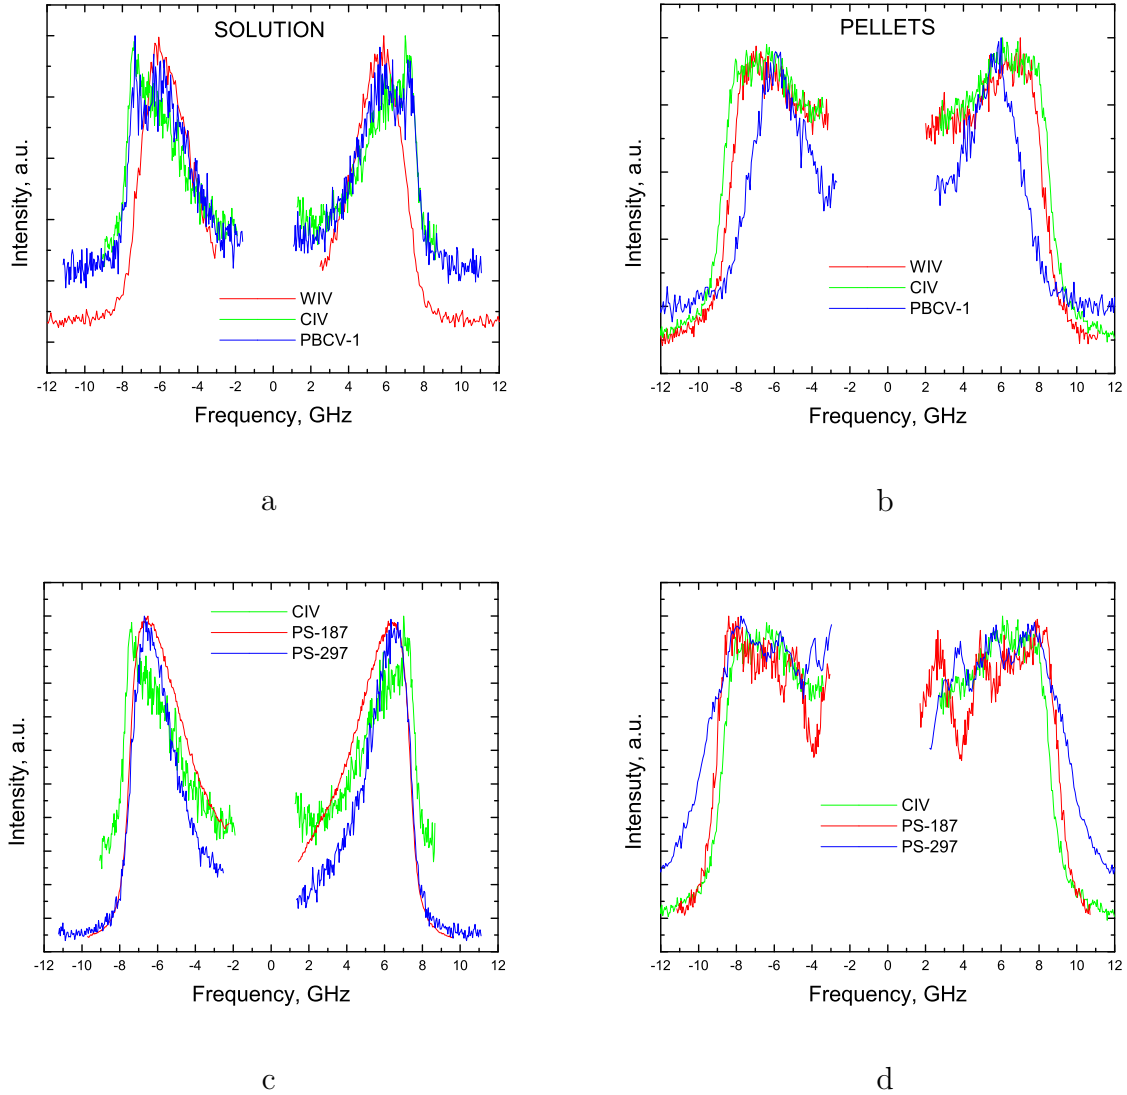 SOLUTION
Intensity, a.u.
WIV
CIV
PBCV-1
-12 -10 -8 -6 -4 -2 0 2 4 6 8 10 12
Frequency, GHz
a
PELLETS
Intensity, a.u.
WIV
CIV
PBCV-1
-12 -10 -8 -6 -4 -2 0 2 4 6 8 10 12
Frequency, GHz
b
CIV
PS-187
PS-297
Intensity, a.u.
-12 -10 -8 -6 -4 -2 0 2 4 6 8 10 12
Frequency, GHz
c
Intensuty, a.u.
CIV
PS-187
PS-297
-12 -10 -8 -6 -4 -2 0 2 4 6 8 10 12
Frequency, GHz
d